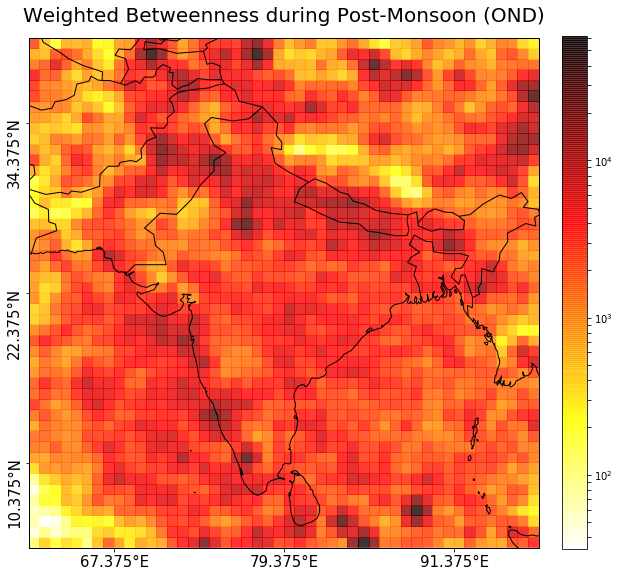 Weighted Betweenness during Post-Monsoon (OND)
34.375°N
22.375°N
10.375°N
67.375°E 79.375°E 91.375°E
10⁴
10³
10²